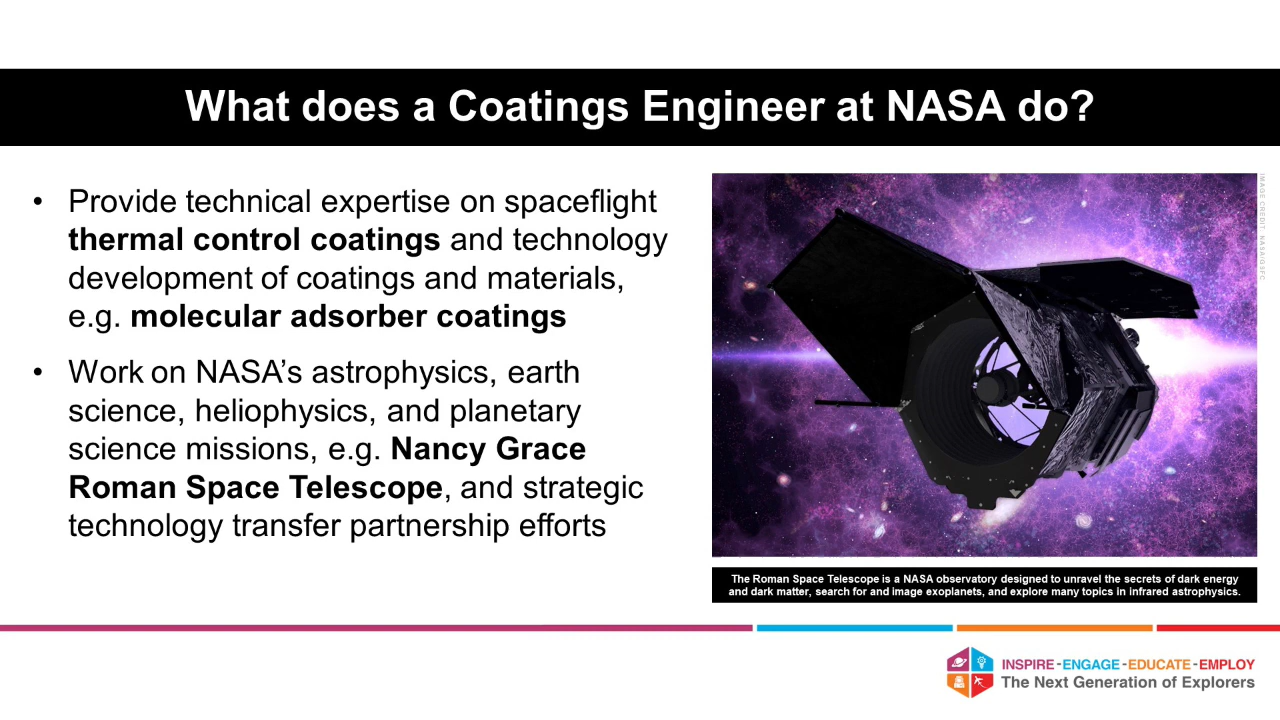 What does a Coatings Engineer at NASA do?
• Provide technical expertise on spaceflight
thermal control coatings and technology
development of coatings and materials,
e.g. molecular adsorber coatings
• Work on NASA’s astrophysics, earth
science, heliophysics, and planetary
science missions, e.g. Nancy Grace
Roman Space Telescope, and strategic
technology transfer partnership efforts
IMAGE CREDIT: NASA/GSFC
The Roman Space Telescope is a NASA observatory designed to unravel the secrets of dark energy
and dark matter, search for and image exoplanets, and explore many topics in infrared astrophysics.
INSPIRE - ENGAGE - EDUCATE - EMPLOY
The Next Generation of Explorers